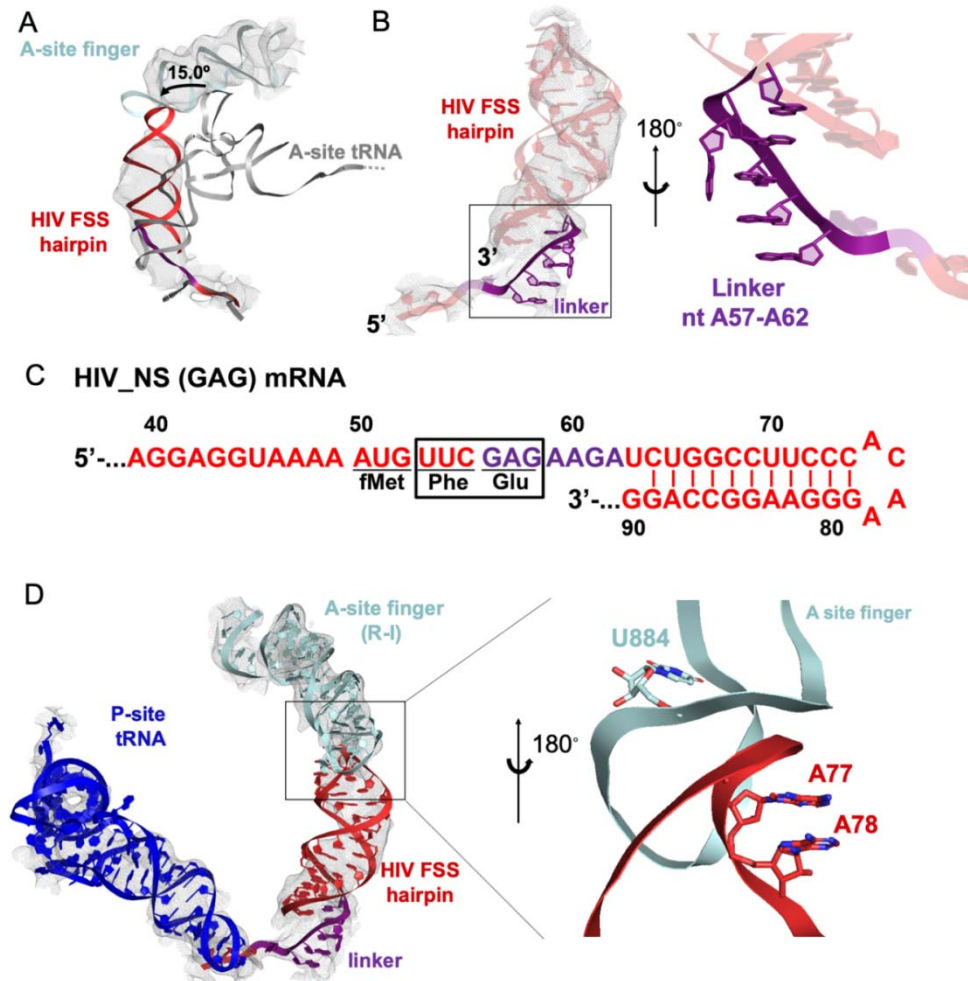 A
A-site finger
15.0°
A-site tRNA
HIV FSS
hairpin
B
HIV FSS
hairpin
3’
5’
linker
180°
Linker
nt A57-A62
C HIV_NS (GAG) mRNA
40 50 60 70
5’-...AGGAGGUAAAA AUG UUC GAG AAGAUCUGGCCUUCCC A C
fMet Phe Glu
3’-...GGACCGGAAGGG A A
90 80
D
A-site finger
(R-I)
P-site
tRNA
HIV FSS
hairpin
linker
180°
A site finger
U884
A77
A78